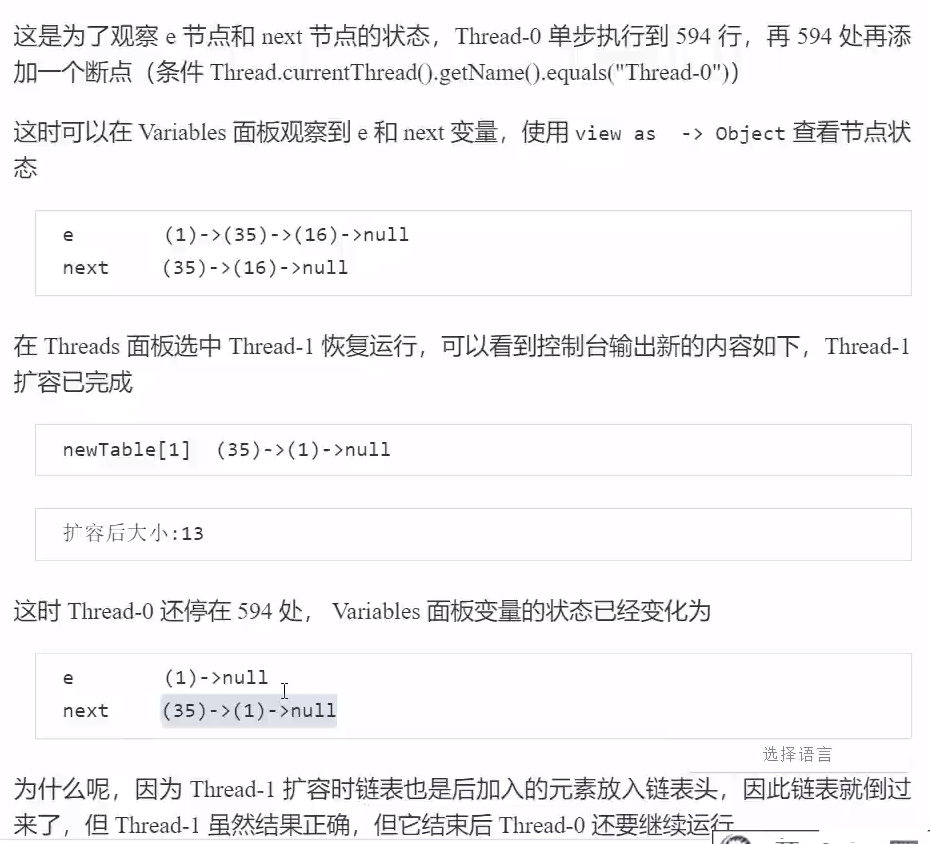 这是为了观察 e 节点和 next 节点的状态，Thread-0 单步执行到 594 行，再 594 处再添
加一个断点（条件 Thread.currentThread().getName().equals("Thread-0")）
这时可以在 Variables 面板观察到 e 和 next 变量，使用 view as -> Object 查看节点状
态
e (1)->(35)->(16)->null
next (35)->(16)->null
在 Threads 面板选中 Thread-1 恢复运行，可以看到控制台输出新的内容如下，Thread-1
扩容已完成
newTable[1] (35)->(1)->null
扩容后大小:13
这时 Thread-0 还停在 594 处， Variables 面板变量的状态已经变化为
e (1)->null
next (35)->(1)->null
选择语言
为什么呢，因为 Thread-1 扩容时链表也是后加入的元素放入链表头，因此链表就倒过
来了，但 Thread-1 虽然结果正确，但它结束后 Thread-0 还要继续运行